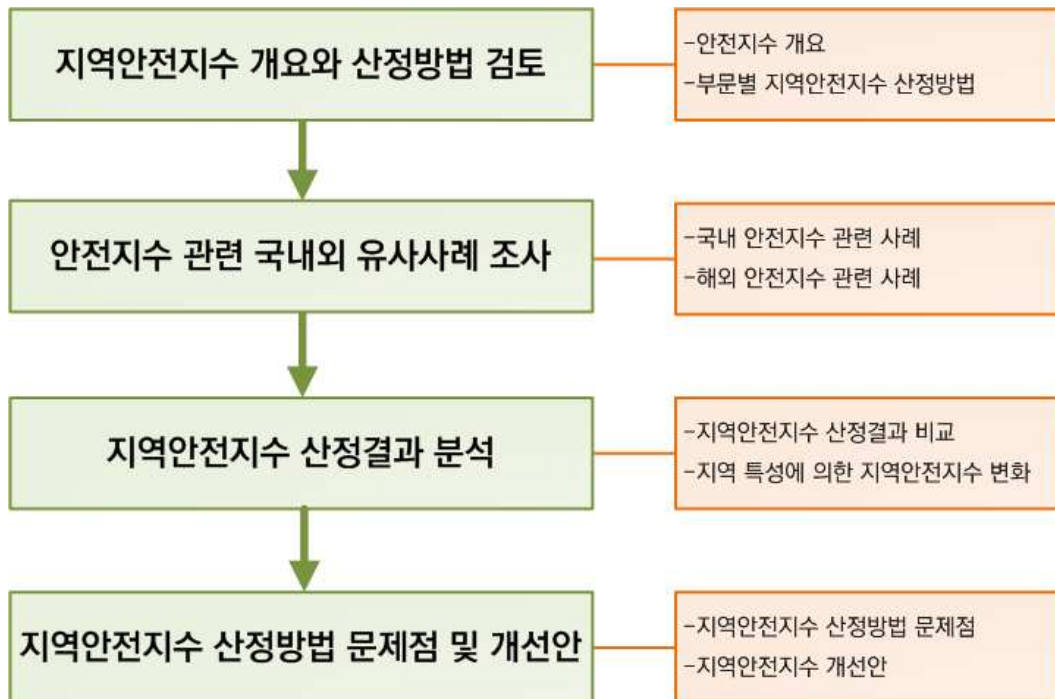 지역안전지수 개요와 산정방법 검토
-안전지수 개요
-부문별 지역안전지수 산정방법
안전지수 관련 국내외 유사사례 조사
-국내 안전지수 관련 사례
-해외 안전지수 관련 사례
지역안전지수 산정결과 분석
-지역안전지수 산정결과 비교
-지역 특성에 의한 지역안전지수 변화
지역안전지수 산정방법 문제점 및 개선안
-지역안전지수 산정방법 문제점
-지역안전지수 개선안